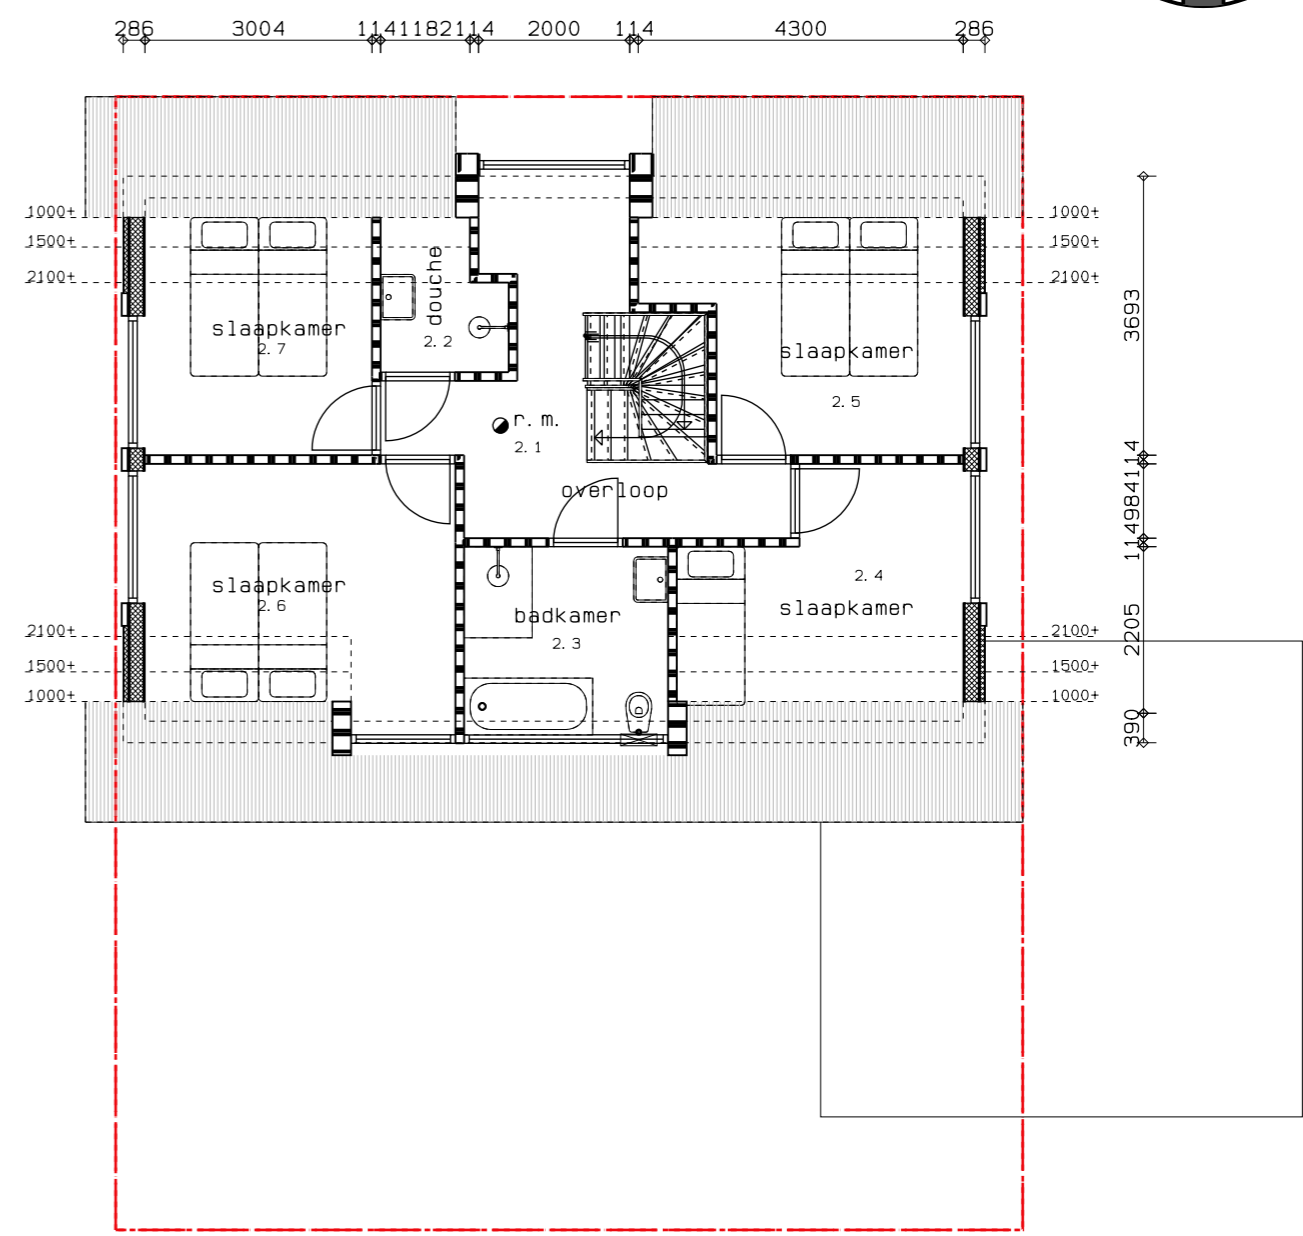 286 3004 114 1182 114 2000 114 4300 286
1000+ 1000+
1500+ 1500+
2100+ 2100+
douche
2.2
slaapkamer
2.7
slaapkamer
2.5
3693
r.m.
2.1
114
overloop
984
114
slaapkamer
2.6
badkamer
2.3
2.4
slaapkamer
2205
2100+ 2100+
1500+ 1500+
1000+ 1000+
390